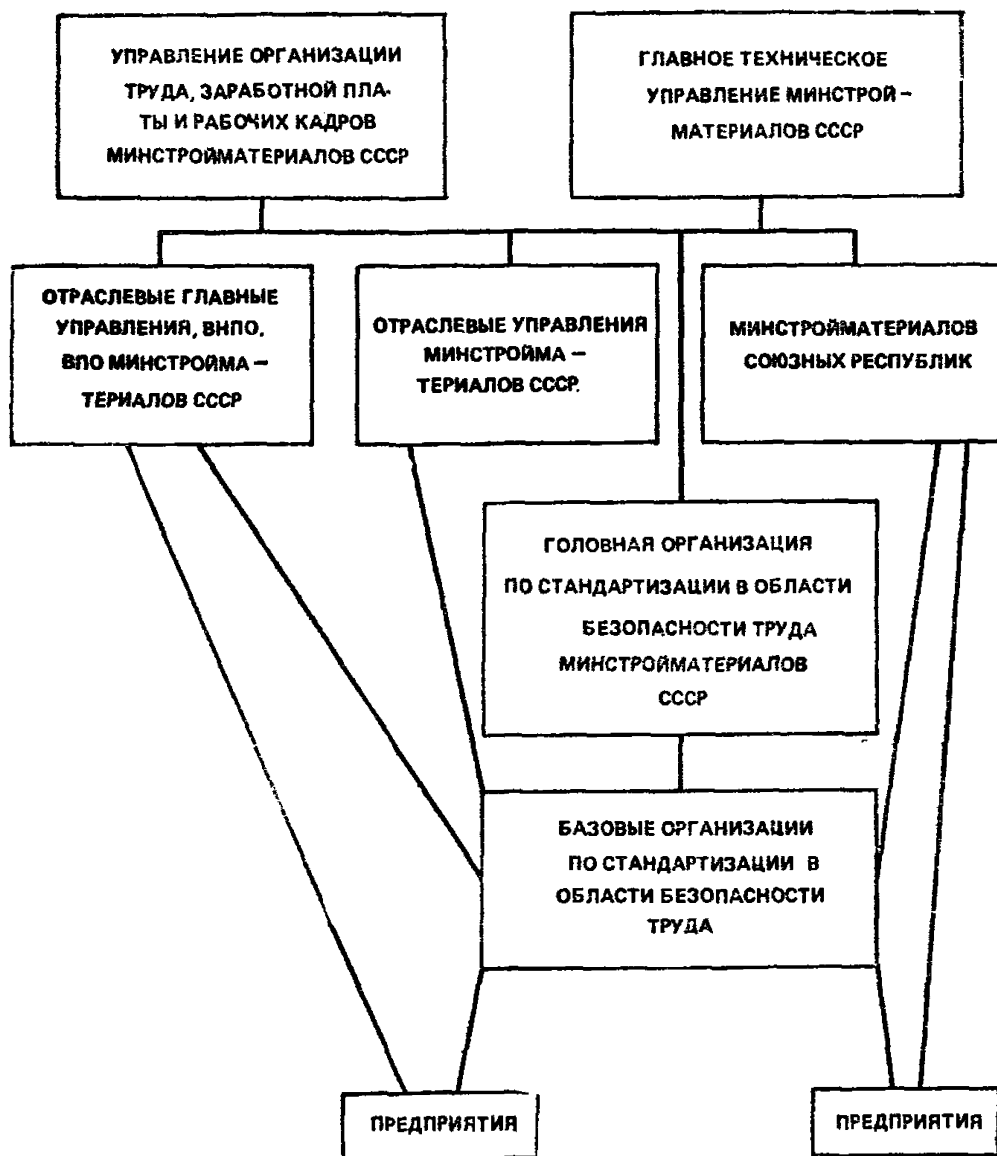 УПРАВЛЕНИЕ ОРГАНИЗАЦИИ
ТРУДА, ЗАРАБОТНОЙ ПЛА-
ТЫ И РАБОЧИХ КАДРОВ
МИНСТРОЙМАТЕРИАЛОВ СССР
ГЛАВНОЕ ТЕХНИЧЕСКОЕ
УПРАВЛЕНИЕ МИНСТРОЙ –
МАТЕРИАЛОВ СССР
ОТРАСЛЕВЫЕ ГЛАВНЫЕ
УПРАВЛЕНИЯ, ВНПО.
ВПО МИНСТРОЙМА –
ТЕРИАЛОВ СССР
ОТРАСЛЕВЫЕ УПРАВЛЕНИЯ
МИНСТРОЙМА –
ТЕРИАЛОВ СССР.
МИНСТРОЙМАТЕРИАЛОВ
СОЮЗНЫХ РЕСПУБЛИК
ГОЛОВНАЯ ОРГАНИЗАЦИЯ
ПО СТАНДАРТИЗАЦИИ В ОБЛАСТИ
БЕЗОПАСНОСТИ ТРУДА
МИНСТРОЙМАТЕРИАЛОВ
СССР
БАЗОВЫЕ ОРГАНИЗАЦИИ
ПО СТАНДАРТИЗАЦИИ В
ОБЛАСТИ БЕЗОПАСНОСТИ
ТРУДА
ПРЕДПРИЯТИЯ
ПРЕДПРИЯТИЯ